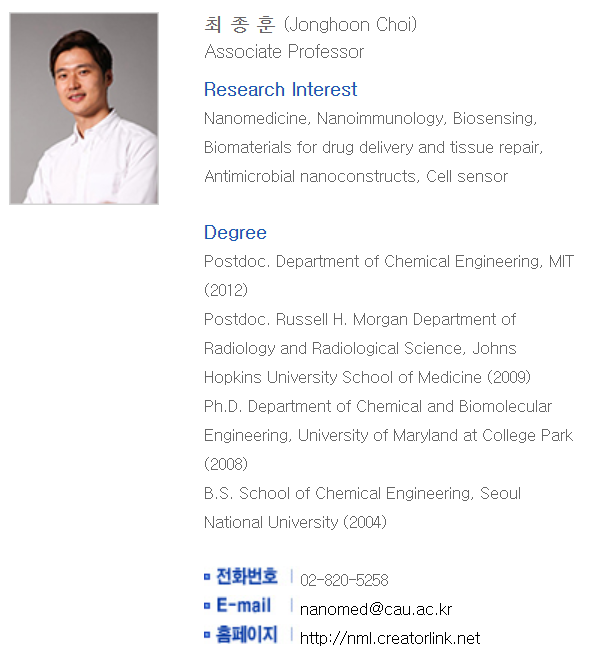 최 종 훈 (Jonghoon Choi)
Associate Professor
Research Interest
Nanomedicine, Nanoimmunology, Biosensing,
Biomaterials for drug delivery and tissue repair,
Antimicrobial nanoconstructs, Cell sensor
Degree
Postdoc. Department of Chemical Engineering, MIT
(2012)
Postdoc. Russell H. Morgan Department of
Radiology and Radiological Science, Johns
Hopkins University School of Medicine (2009)
Ph.D. Department of Chemical and Biomolecular
Engineering, University of Maryland at College Park
(2008)
B.S. School of Chemical Engineering, Seoul
National University (2004)
전화번호 02-820-5258
E-mail nanomed@cau.ac.kr
홈페이지 http://nml.creatorlink.net